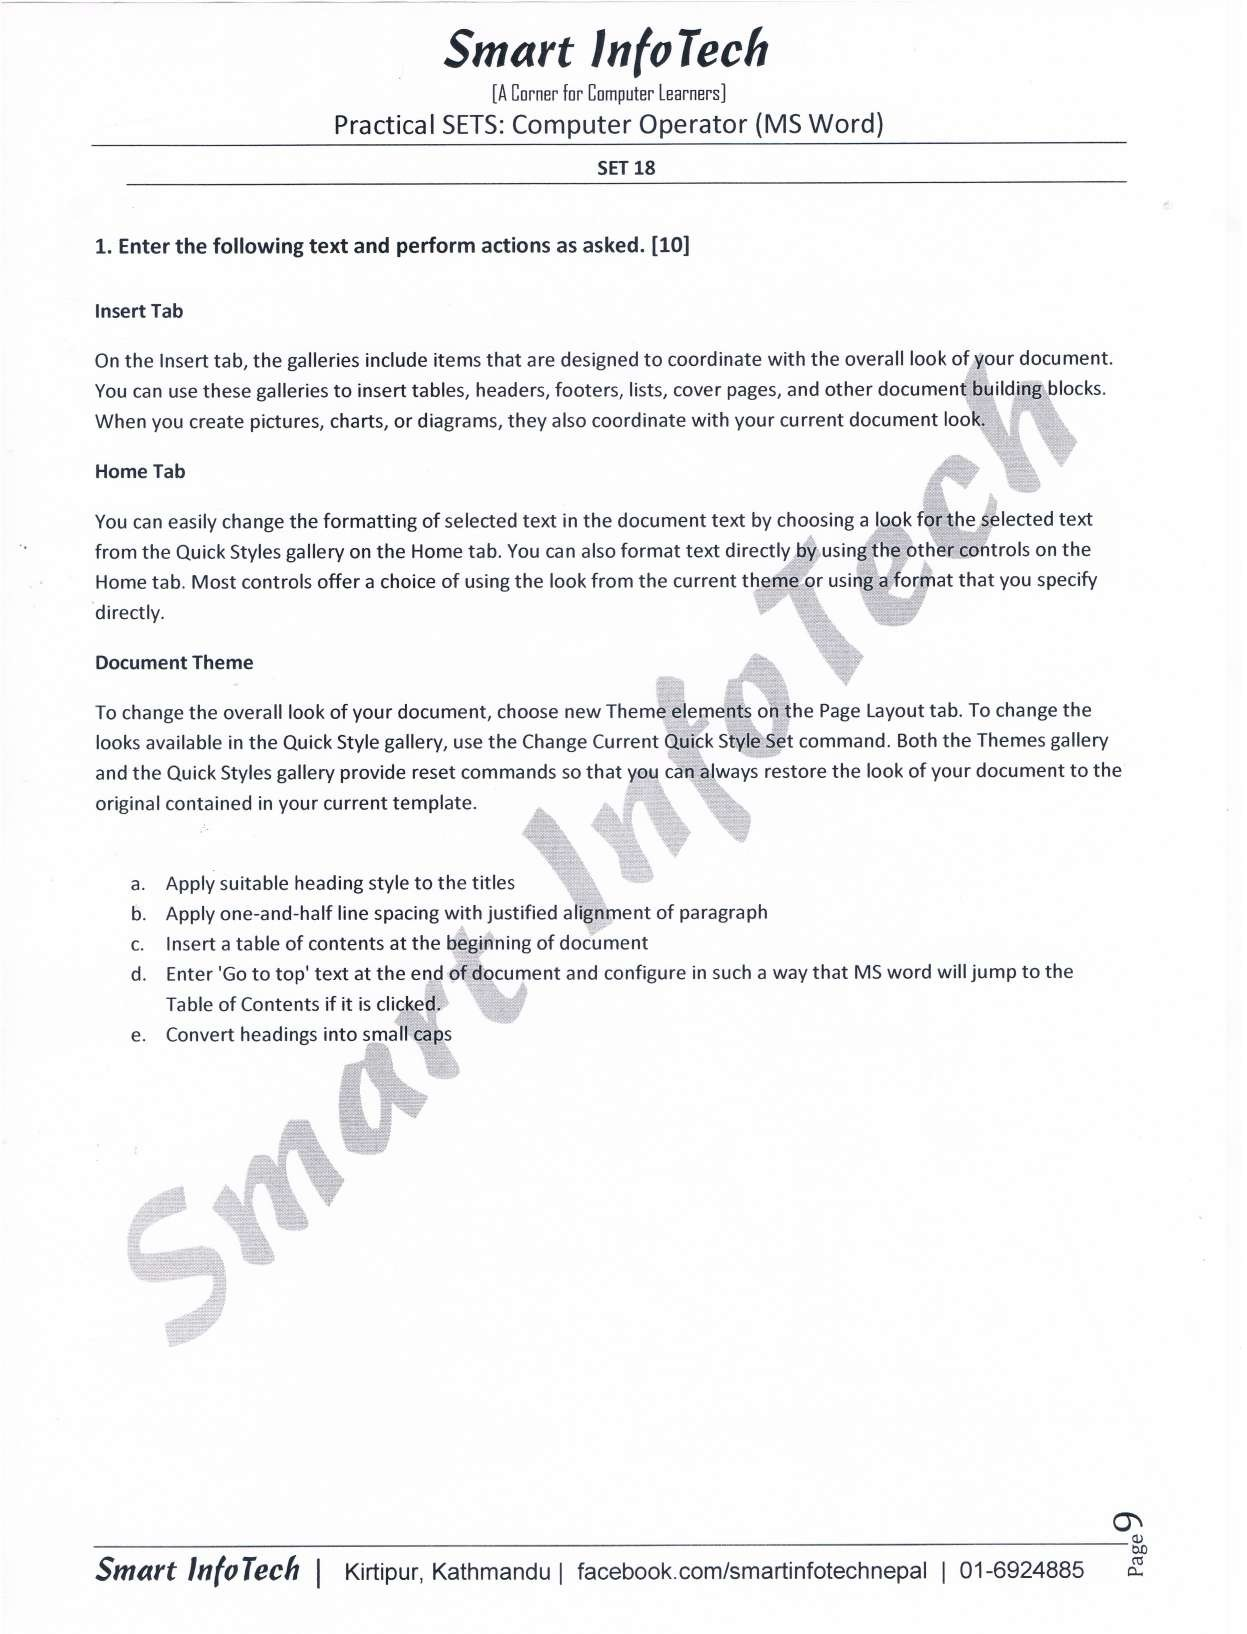 Smart InfoTech
[A Corner for Computer Learners]
Practical SETS: Computer Operator (MS Word)
SET 18
1. Enter the following text and perform actions as asked. [10]
Insert Tab
On the Insert tab, the galleries include items that are designed to coordinate with the overall look of your document.
You can use these galleries to insert tables, headers, footers, lists, cover pages, and other document building blocks.
When you create pictures, charts, or diagrams, they also coordinate with your current document look.
Home Tab
You can easily change the formatting of selected text in the document text by choosing a look for the selected text
from the Quick Styles gallery on the Home tab. You can also format text directly by using the other controls on the
Home tab. Most controls offer a choice of using the look from the current theme or using a format that you specify
directly.
Document Theme
To change the overall look of your document, choose new Theme elements on the Page Layout tab. To change the
looks available in the Quick Style gallery, use the Change Current Quick Style Set command. Both the Themes gallery
and the Quick Styles gallery provide reset commands so that you can always restore the look of your document to the
original contained in your current template.
a. Apply suitable heading style to the titles
b. Apply one-and-half line spacing with justified alignment of paragraph
c. Insert a table of contents at the beginning of document
d. Enter 'Go to top' text at the end of document and configure in such a way that MS word will jump to the
Table of Contents if it is clicked.
e. Convert headings into small caps
Smart InfoTech
Page 9
Smart InfoTech | Kirtipur, Kathmandu | facebook.com/smartinfotechnepal | 01-6924885